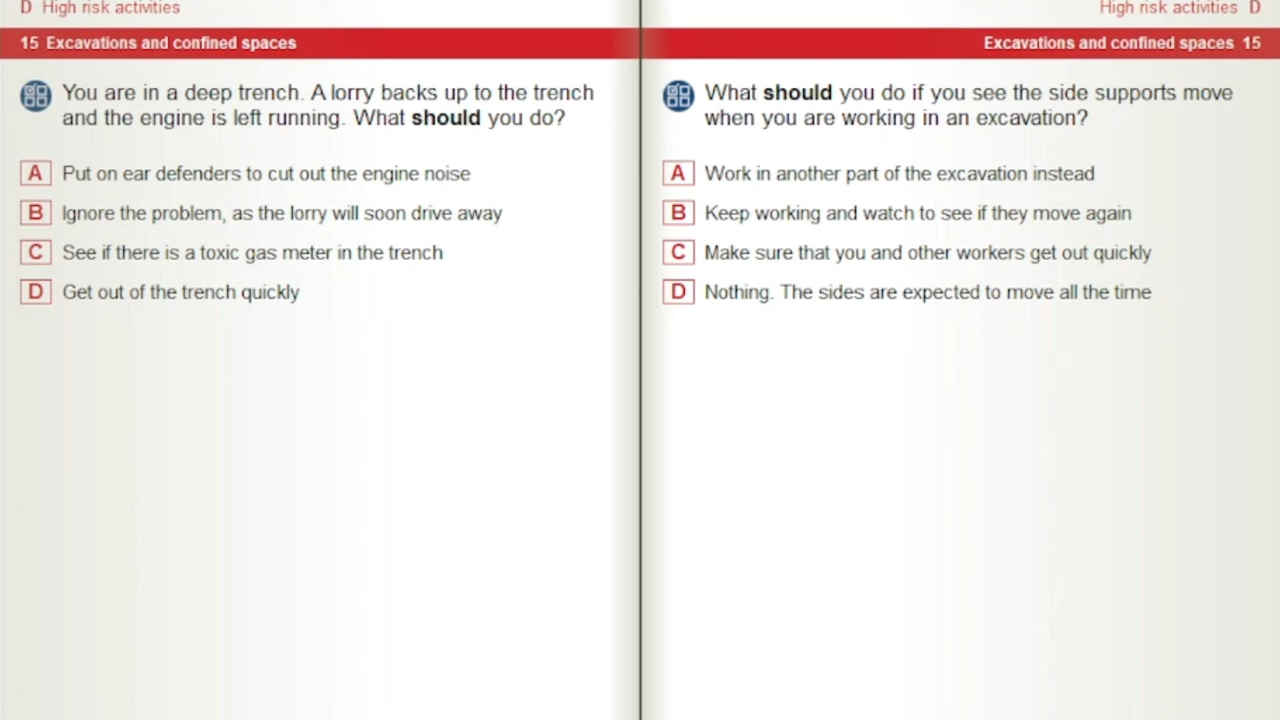 D High risk activities
15 Excavations and confined spaces
You are in a deep trench. A lorry backs up to the trench
and the engine is left running. What should you do?
A Put on ear defenders to cut out the engine noise
B Ignore the problem, as the lorry will soon drive away
C See if there is a toxic gas meter in the trench
D Get out of the trench quickly
High risk activities D
Excavations and confined spaces 15
What should you do if you see the side supports move
when you are working in an excavation?
A Work in another part of the excavation instead
B Keep working and watch to see if they move again
C Make sure that you and other workers get out quickly
D Nothing. The sides are expected to move all the time